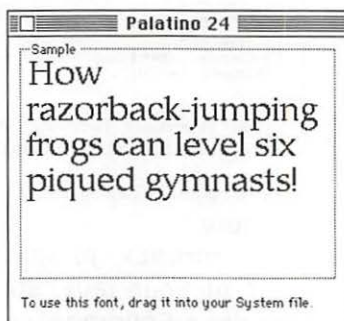 Palatino 24
Sample
How
razorback-jumping
frogs can level six
piqued gymnasts!
To use this font, drag it into your System file.